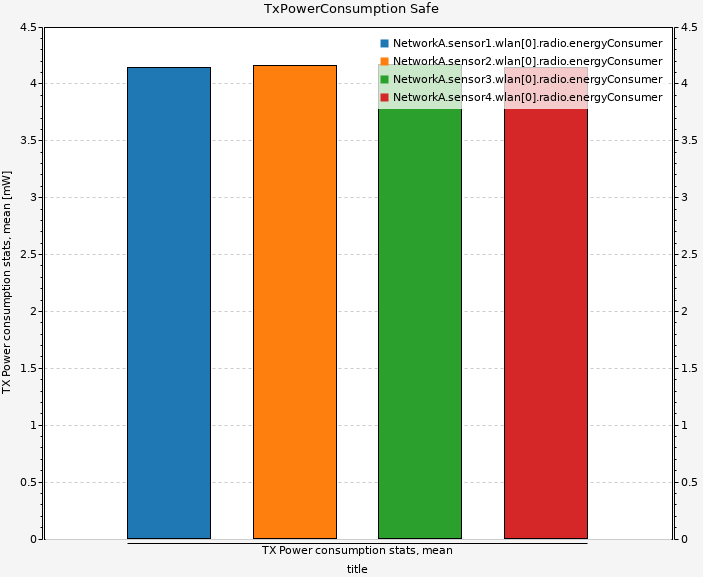 TxPowerConsumption Safe
4.5
4
3.5
3
2.5
2
1.5
1
0.5
0
TX Power consumption stats, mean [mW]
NetworkA.sensor1.wlan[0].radio.energyConsumer
NetworkA.sensor2.wlan[0].radio.energyConsumer
NetworkA.sensor3.wlan[0].radio.energyConsumer
NetworkA.sensor4.wlan[0].radio.energyConsumer
4.5
4
3.5
3
2.5
2
1.5
1
0.5
0
TX Power consumption stats, mean
title